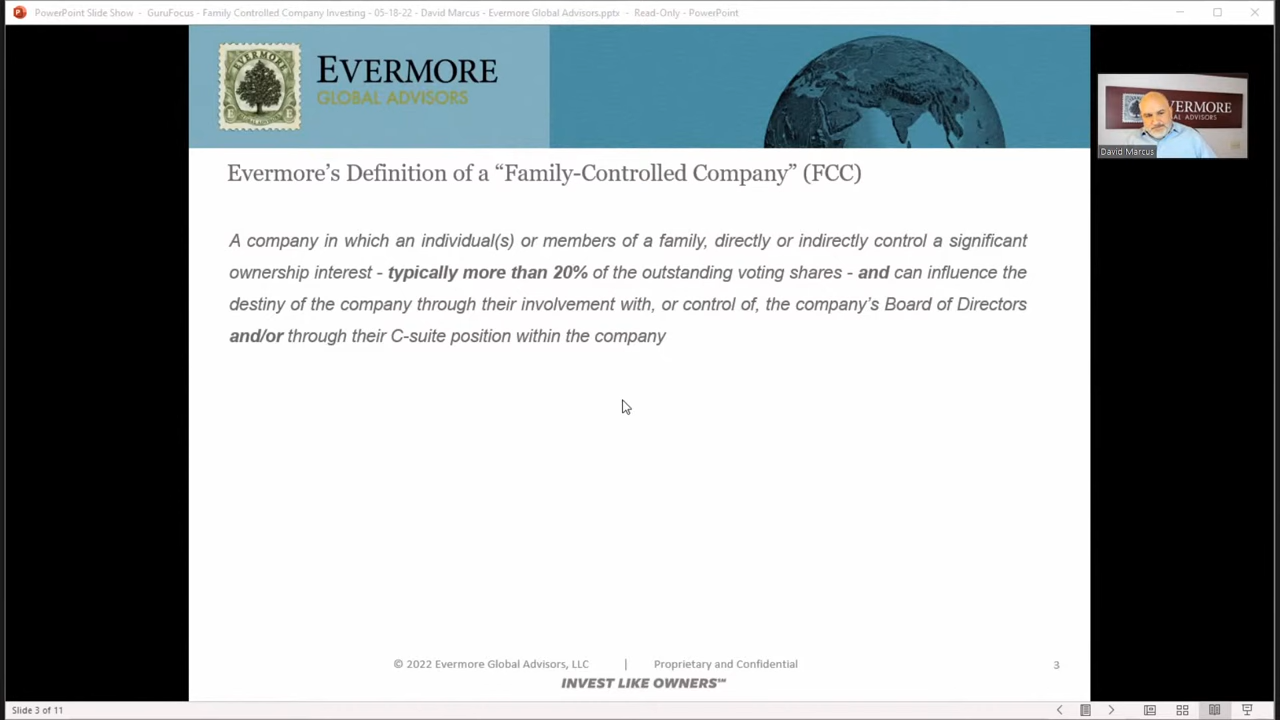 PowerPoint Slide Show - GuruFocus - Family Controlled Company Investing - 05-18-22 - David Marcus - Evermore Global Advisors.pptx - Read-Only - PowerPoint
EVERMORE
GLOBAL ADVISORS
David Marcus
Evermore’s Definition of a “Family-Controlled Company” (FCC)
A company in which an individual(s) or members of a family, directly or indirectly control a significant
ownership interest - typically more than 20% of the outstanding voting shares - and can influence the
destiny of the company through their involvement with, or control of, the company’s Board of Directors
and/or through their C-suite position within the company
© 2022 Evermore Global Advisors, LLC | Proprietary and Confidential 3
INVEST LIKE OWNERS℠
Slide 3 of 11